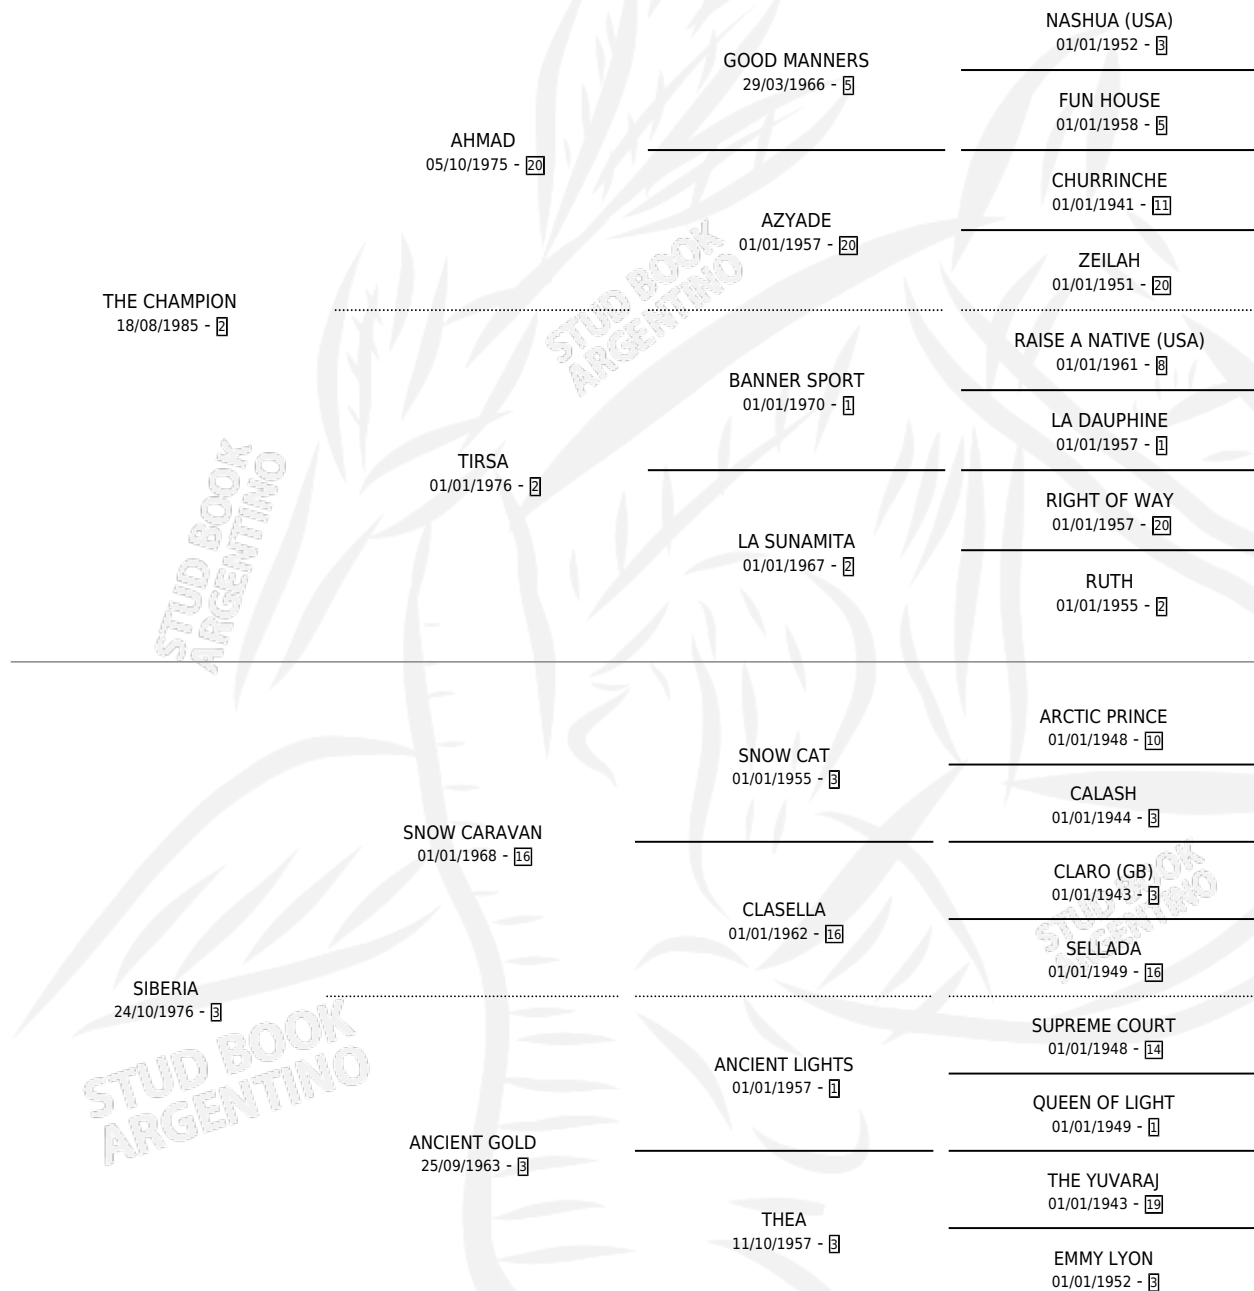 NASHUA (USA)
01/01/1952 - 3
GOOD MANNERS
29/03/1966 - 5
FUN HOUSE
01/01/1958 - 5
AHMAD
05/10/1975 - 20
CHURRINCHE
01/01/1941 - 11
AZYADE
01/01/1957 - 20
ZEILAH
01/01/1951 - 20
THE CHAMPION
18/08/1985 - 2
STUD BOOK
ARGENTINO
RAISE A NATIVE (USA)
01/01/1961 - 8
BANNER SPORT
01/01/1970 - 1
LA DAUPHINE
01/01/1957 - 1
TIRSA
01/01/1976 - 2
STUD BOOK
ARGENTINO
RIGHT OF WAY
01/01/1957 - 20
LA SUNAMITA
01/01/1967 - 2
RUTH
01/01/1955 - 2
ARCTIC PRINCE
01/01/1948 - 10
SNOW CAT
01/01/1955 - 3
CALASH
01/01/1944 - 3
SNOW CARAVAN
01/01/1968 - 16
CLARO (GB)
01/01/1943 - 3
STUD BOOK
ARGENTINO
CLASELLA
01/01/1962 - 16
SELLADA
01/01/1949 - 16
SIBERIA
24/10/1976 - 3
STUD BOOK
ARGENTINO
SUPREME COURT
01/01/1948 - 14
ANCIENT LIGHTS
01/01/1957 - 1
QUEEN OF LIGHT
01/01/1949 - 1
ANCIENT GOLD
25/09/1963 - 3
THE YUVARAJ
01/01/1943 - 19
THEA
11/10/1957 - 3
EMMY LYON
01/01/1952 - 3